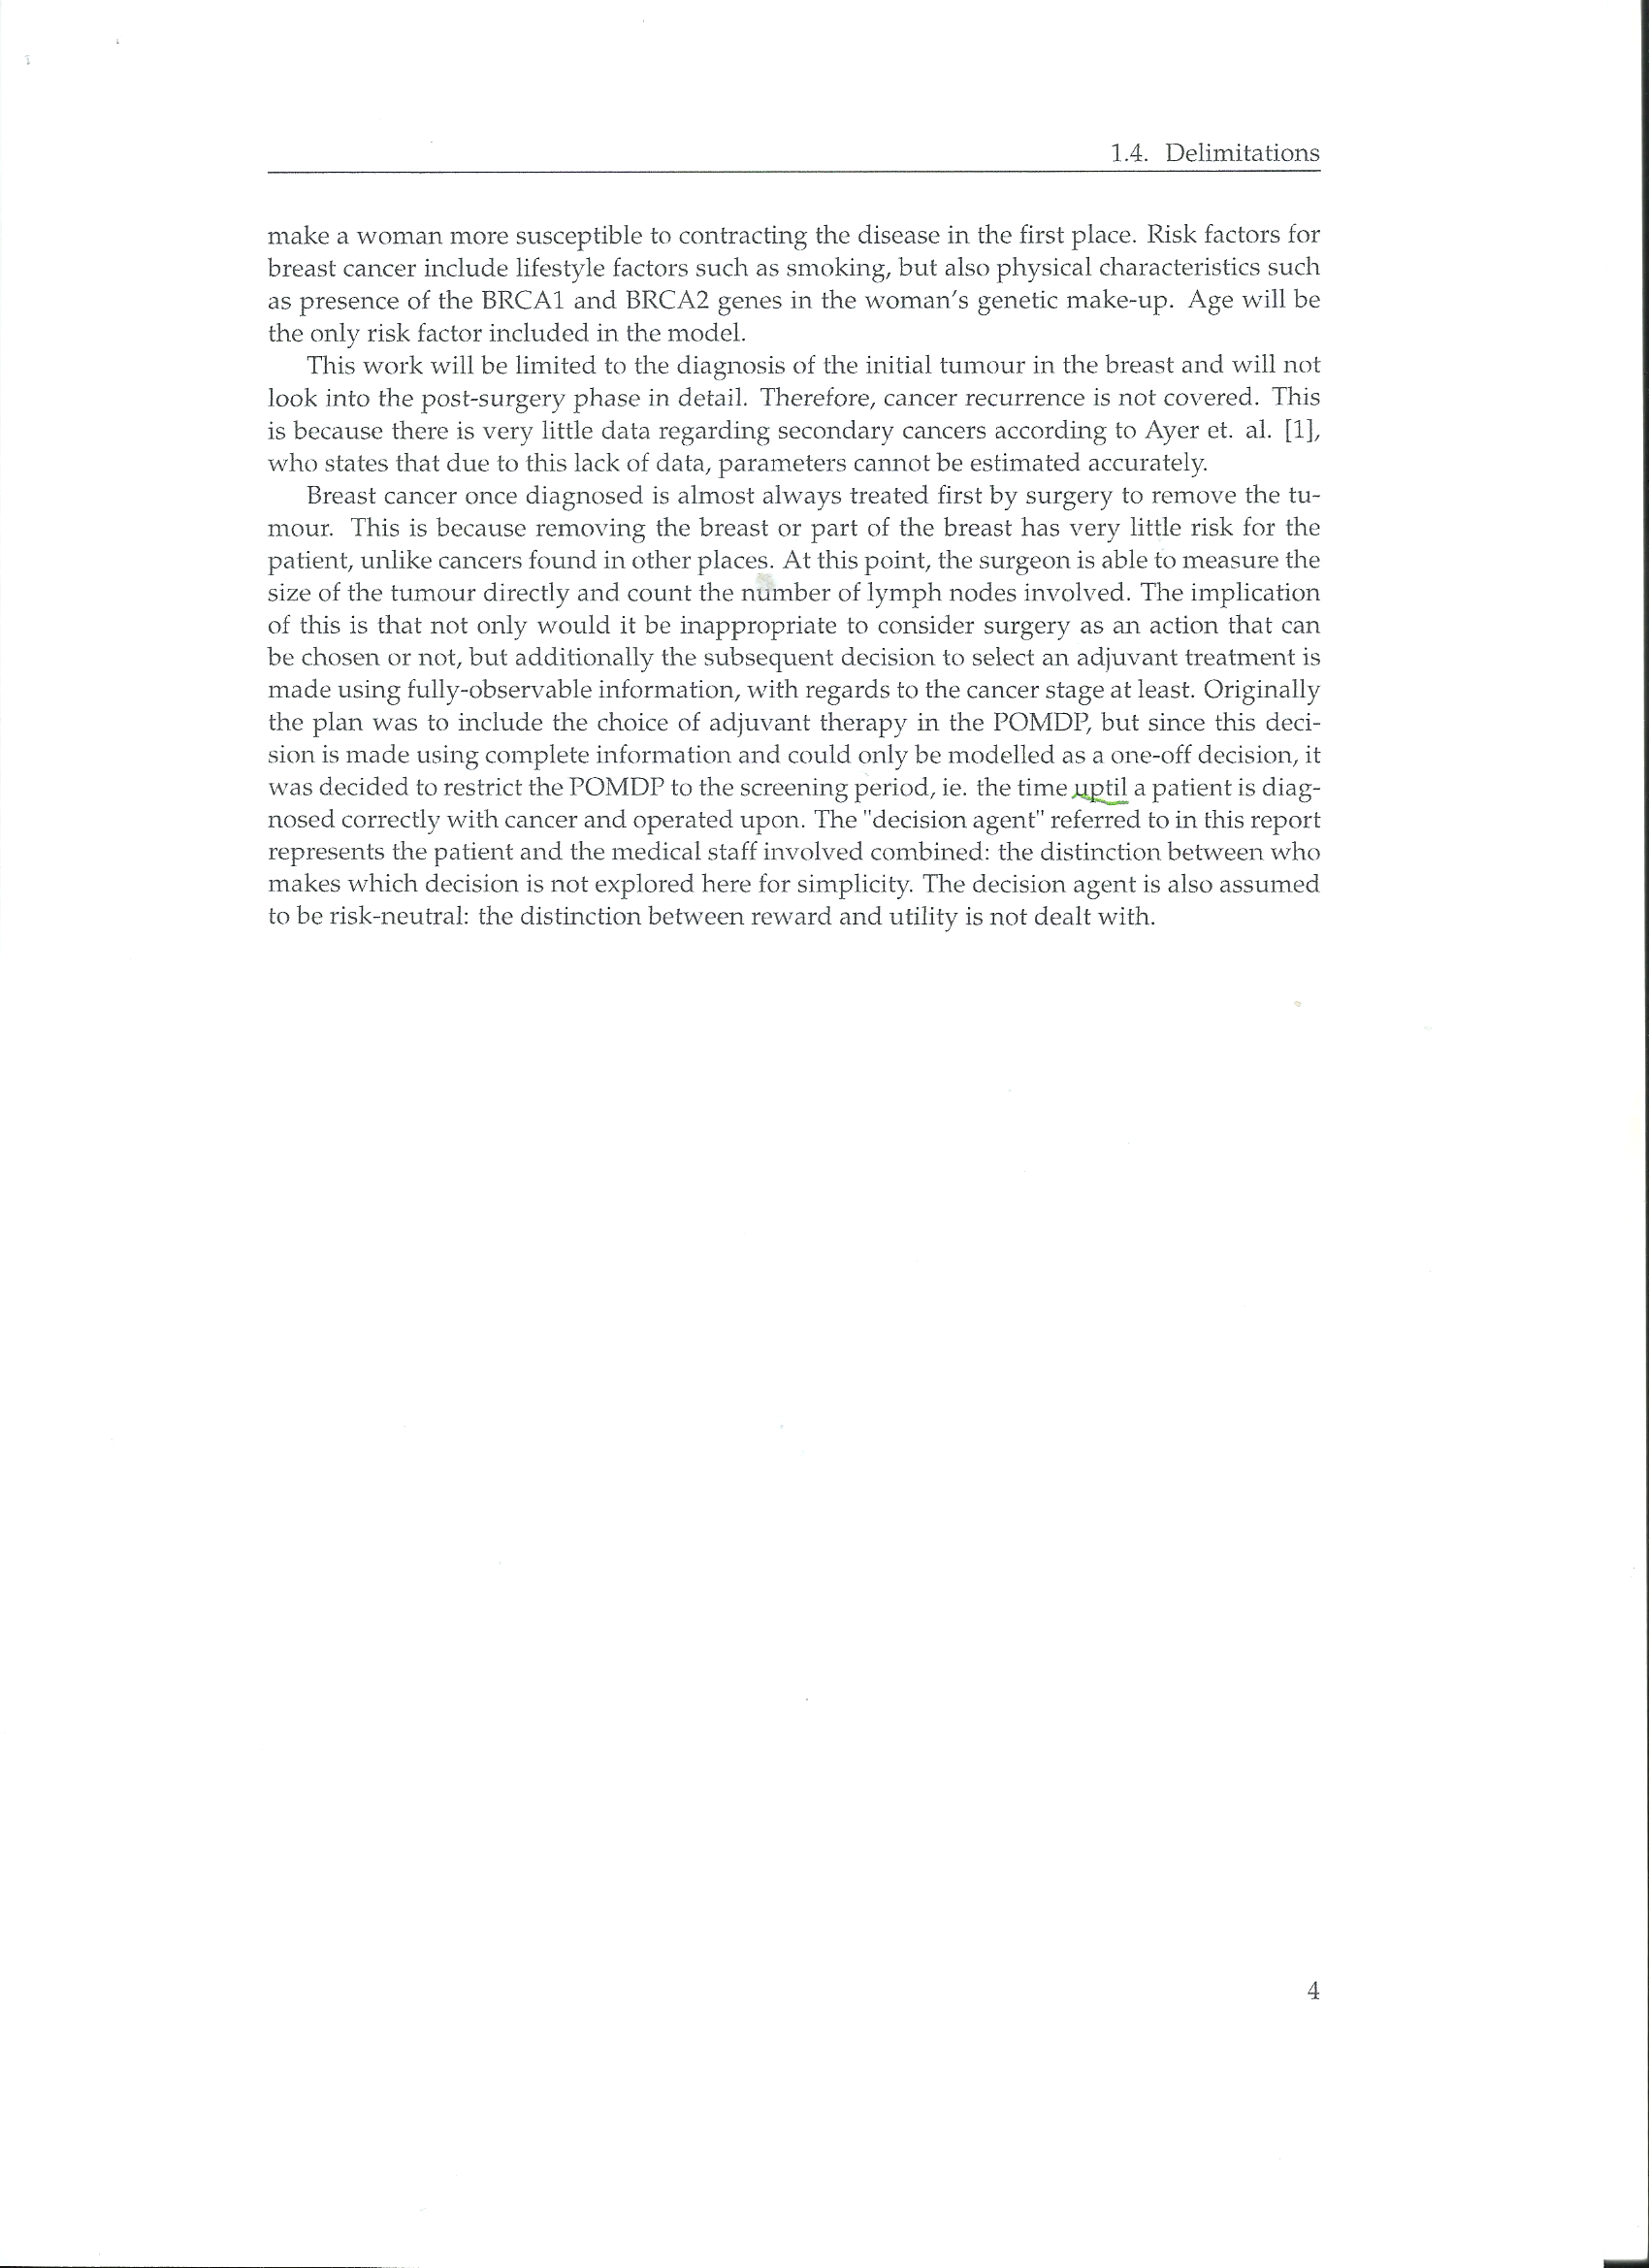 1.4. Delimitations
make a woman more susceptible to contracting the disease in the first place. Risk factors for
breast cancer include lifestyle factors such as smoking, but also physical characteristics such
as presence of the BRCA1 and BRCA2 genes in the woman's genetic make-up. Age will be
the only risk factor included in the model.
This work will be limited to the diagnosis of the initial tumour in the breast and will not
look into the post-surgery phase in detail. Therefore, cancer recurrence is not covered. This
is because there is very little data regarding secondary cancers according to Ayer et. al. [1],
who states that due to this lack of data, parameters cannot be estimated accurately.
Breast cancer once diagnosed is almost always treated first by surgery to remove the tu-
mour. This is because removing the breast or part of the breast has very little risk for the
patient, unlike cancers found in other places. At this point, the surgeon is able to measure the
size of the tumour directly and count the number of lymph nodes involved. The implication
of this is that not only would it be inappropriate to consider surgery as an action that can
be chosen or not, but additionally the subsequent decision to select an adjuvant treatment is
made using fully-observable information, with regards to the cancer stage at least. Originally
the plan was to include the choice of adjuvant therapy in the POMDP, but since this deci-
sion is made using complete information and could only be modelled as a one-off decision, it
was decided to restrict the POMDP to the screening period, ie. the time uptil a patient is diag-
nosed correctly with cancer and operated upon. The "decision agent" referred to in this report
represents the patient and the medical staff involved combined: the distinction between who
makes which decision is not explored here for simplicity. The decision agent is also assumed
to be risk-neutral: the distinction between reward and utility is not dealt with.
4